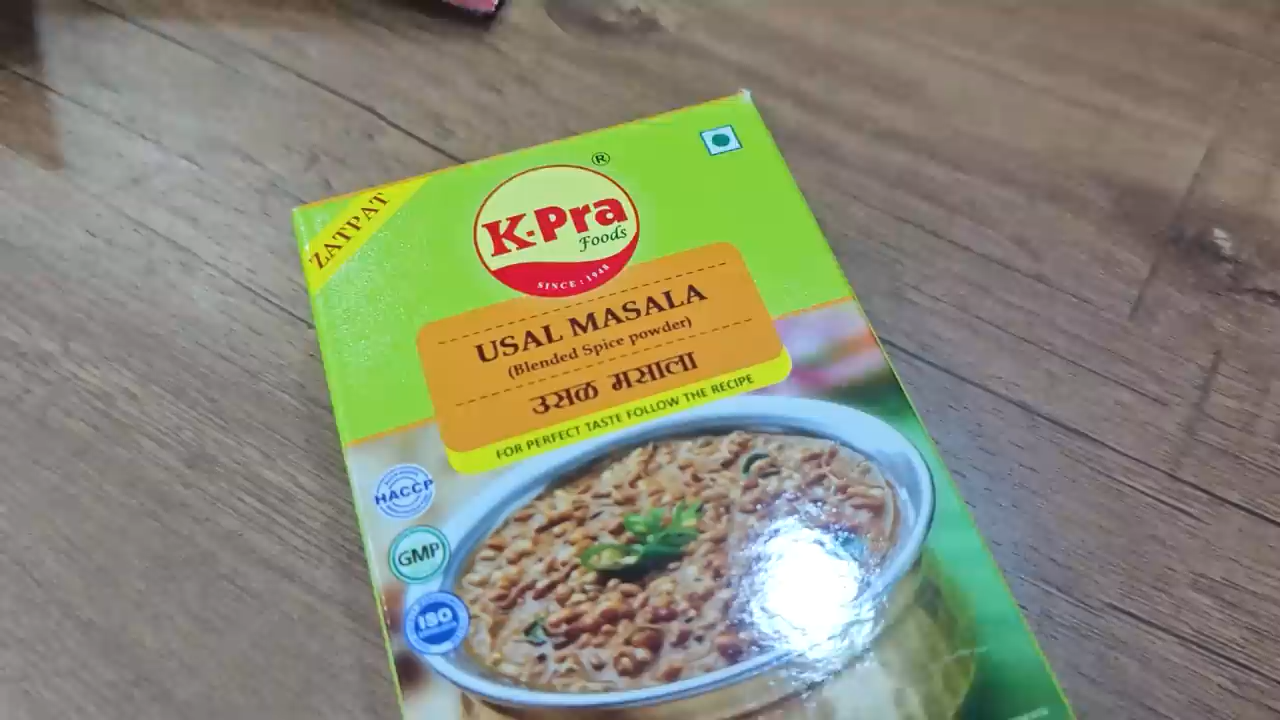 ZATPAT
®
K-Pra
Foods
SINCE : 1948
USAL MASALA
(Blended Spice powder)
उसळ मसाला
FOR PERFECT TASTE FOLLOW THE RECIPE
HACCP
GMP
ISO